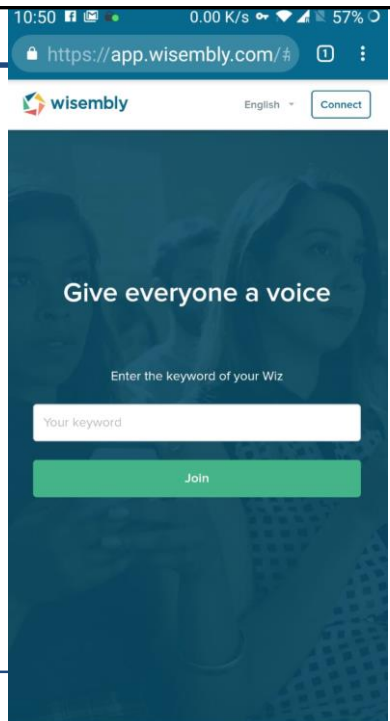 10:50 0.00 K/s 57%
https://app.wisembly.com/# 1
wisembly English Connect
Give everyone a voice
Enter the keyword of your Wiz
Your keyword
Join